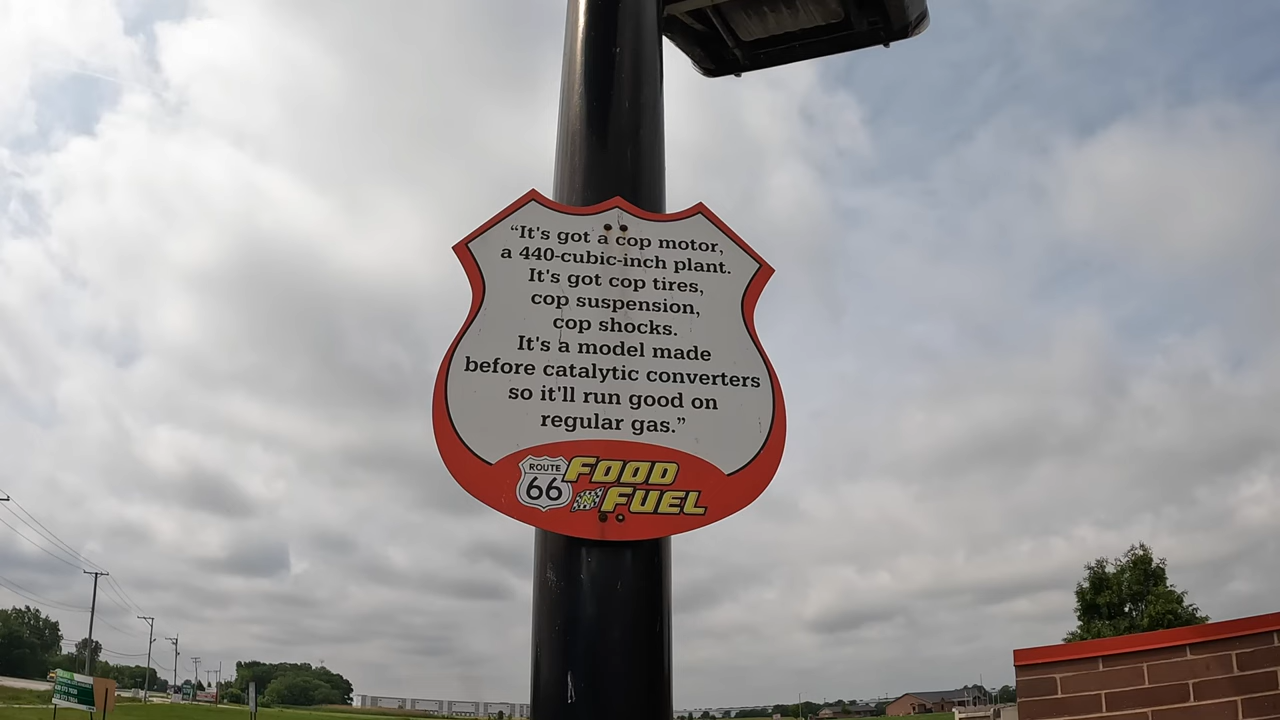 “It's got a cop motor,
a 440-cubic-inch plant.
It's got cop tires,
cop suspension,
cop shocks.
It's a model made
before catalytic converters
so it'll run good on
regular gas.”
ROUTE
66
FOOD
N
FUEL